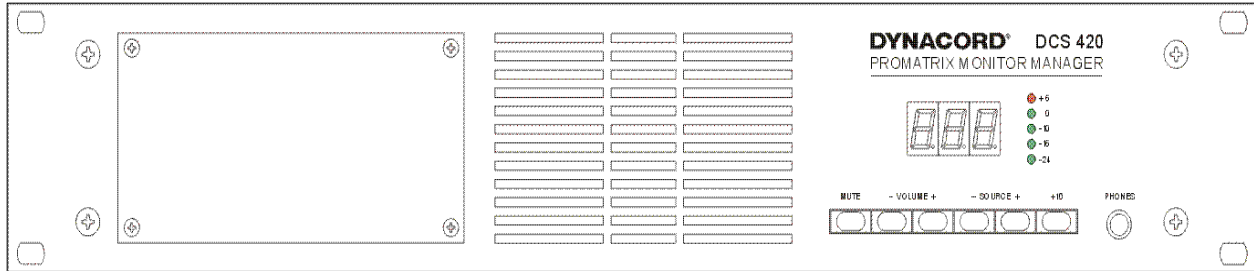 DYNACORD® DCS 420
PROMATRIX MONITOR MANAGER
+6
0
-10
-16
-24
MUTE - VOLUME + - SOURCE + +10 PHONES